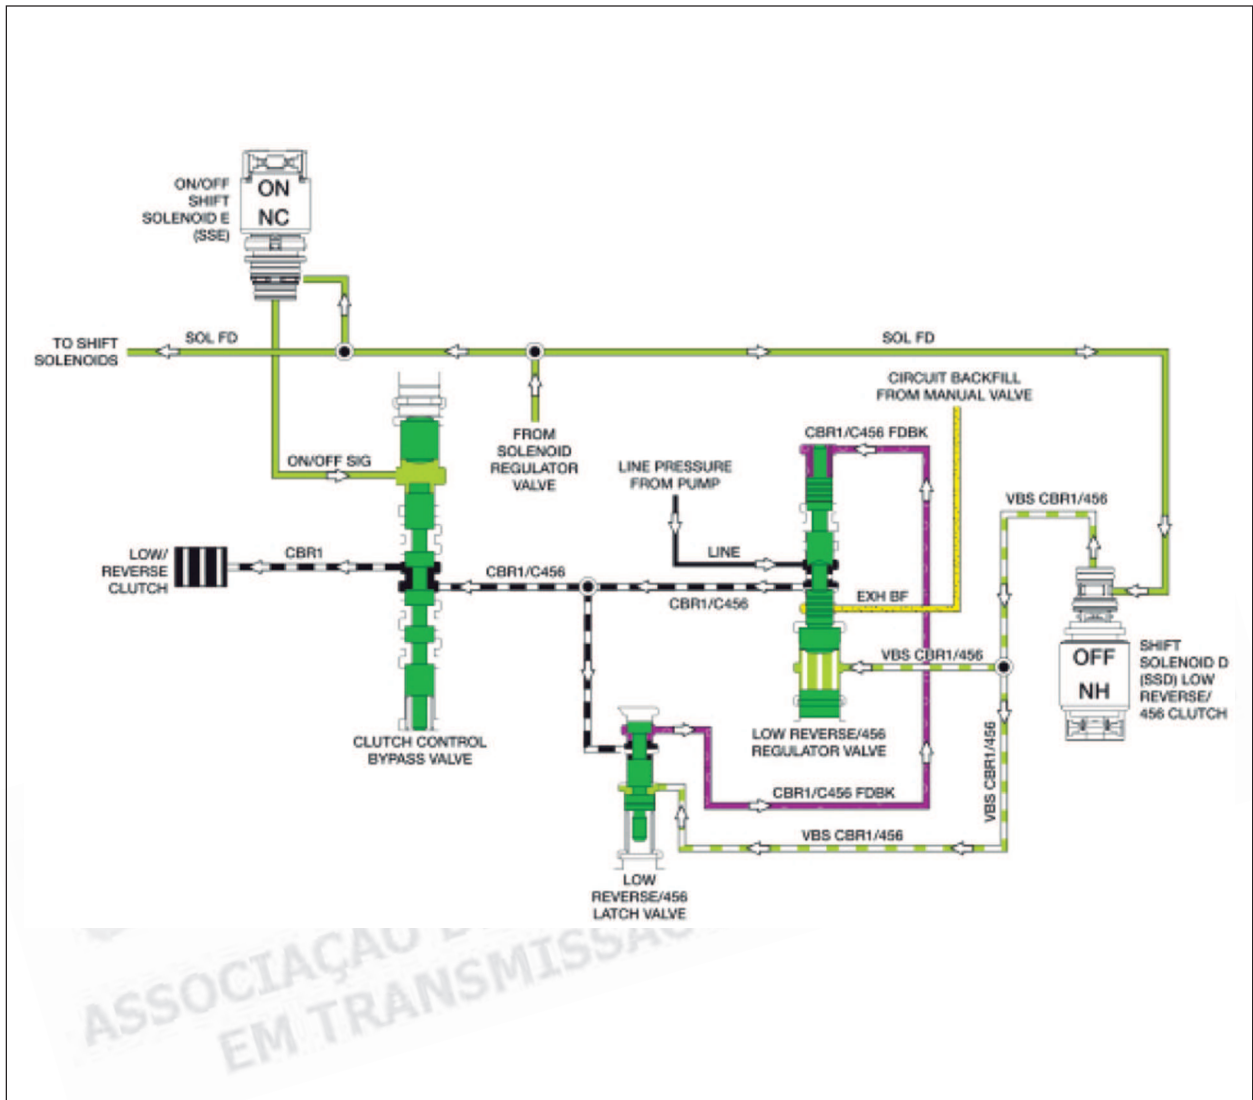 ON/OFF
SHIFT
SOLENOID E
(SSE)
ON
NC
TO SHIFT
SOLENOIDS
SOL FD
SOL FD
CIRCUIT BACKFILL
FROM MANUAL VALVE
FROM
SOLENOID
REGULATOR
VALVE
CBR1/C456 FDBK
ON/OFF SIG
LINE PRESSURE
FROM PUMP
VBS CBR1/456
LOW/
REVERSE
CLUTCH
CBR1
CBR1/C456
LINE
CBR1/C456
EXH BF
VBS CBR1/456
OFF
NH
SHIFT
SOLENOID D
(SSD) LOW
REVERSE/
456 CLUTCH
CLUTCH CONTROL
BYPASS VALVE
LOW REVERSE/456
REGULATOR VALVE
CBR1/C456 FDBK
VBS CBR1/456
VBS CBR1/456
LOW
REVERSE/456
LATCH VALVE
ASSOCIAÇÃO
EM TRANSMISSÃO